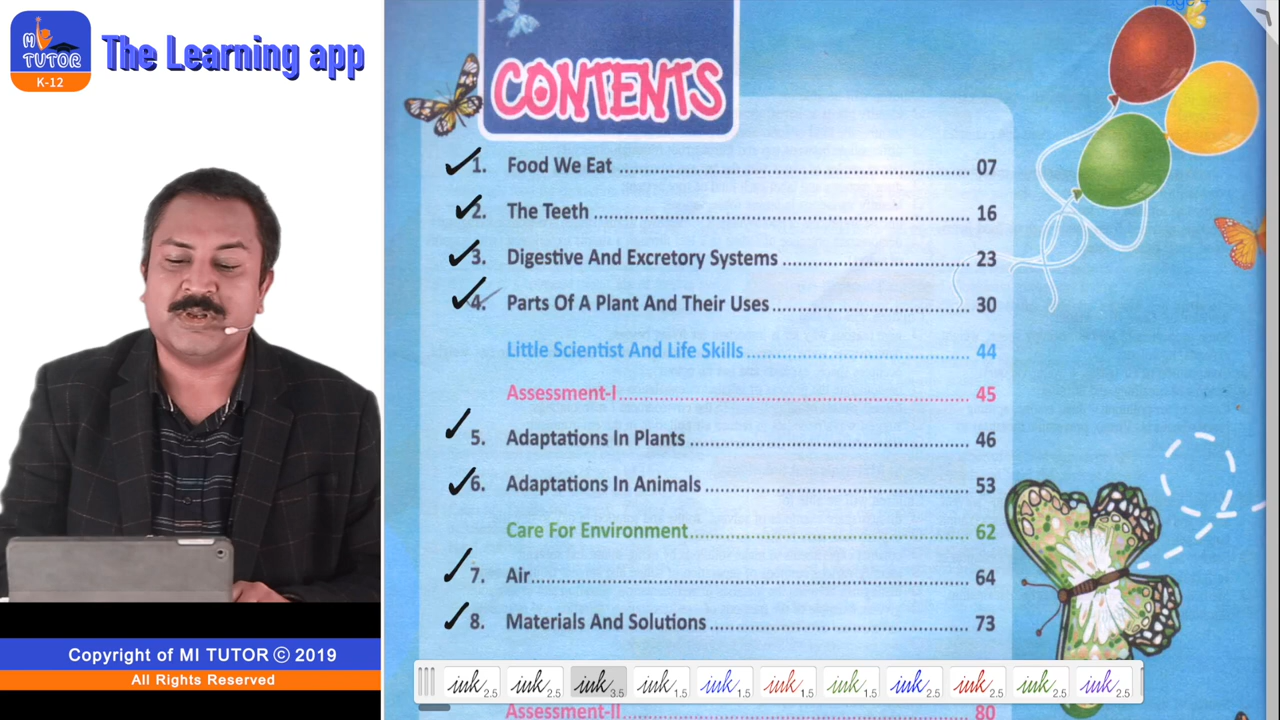 MI TUTOR
K-12
The Learning app
Page 4
CONTENTS
1. Food We Eat ........ 07
2. The Teeth ........ 16
3. Digestive And Excretory Systems ........ 23
4. Parts Of A Plant And Their Uses ........ 30
Little Scientist And Life Skills ........ 44
Assessment-I ........ 45
5. Adaptations In Plants ........ 46
6. Adaptations In Animals ........ 53
Care For Environment ........ 62
7. Air ........ 64
8. Materials And Solutions ........ 73
ink 2.5 ink 2.5 ink 3.5 ink 1.5 ink 1.5 ink 1.5 ink 1.5 ink 2.5 ink 2.5 ink 2.5 ink 2.5
Assessment-II ........ 80
Copyright of MI TUTOR © 2019
All Rights Reserved